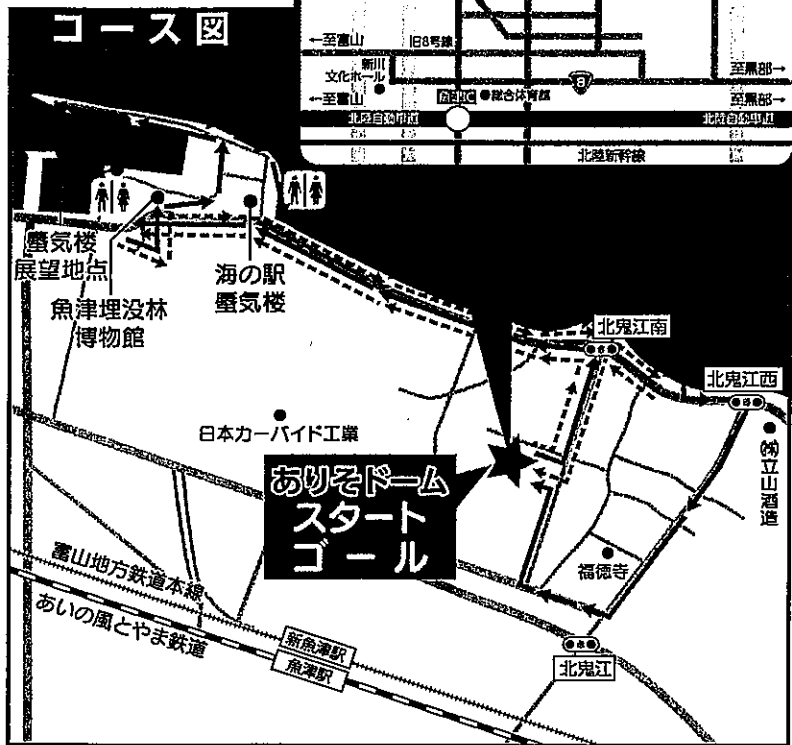 コース図
←至富山
旧8号線
新川
文化ホール
8
至黒部→
←至富山
魚津IC
総合体育館
至黒部→
北陸自動車道
北陸自動車道
北陸新幹線
蜃気楼
展望地点
海の駅
蜃気楼
魚津埋没林
博物館
北鬼江南
北鬼江西
日本カーバイド工業
㈱立山酒造
ありそドーム
スタート
ゴール
福徳寺
富山地方鉄道本線
あいの風とやま鉄道
新魚津駅
魚津駅
北鬼江